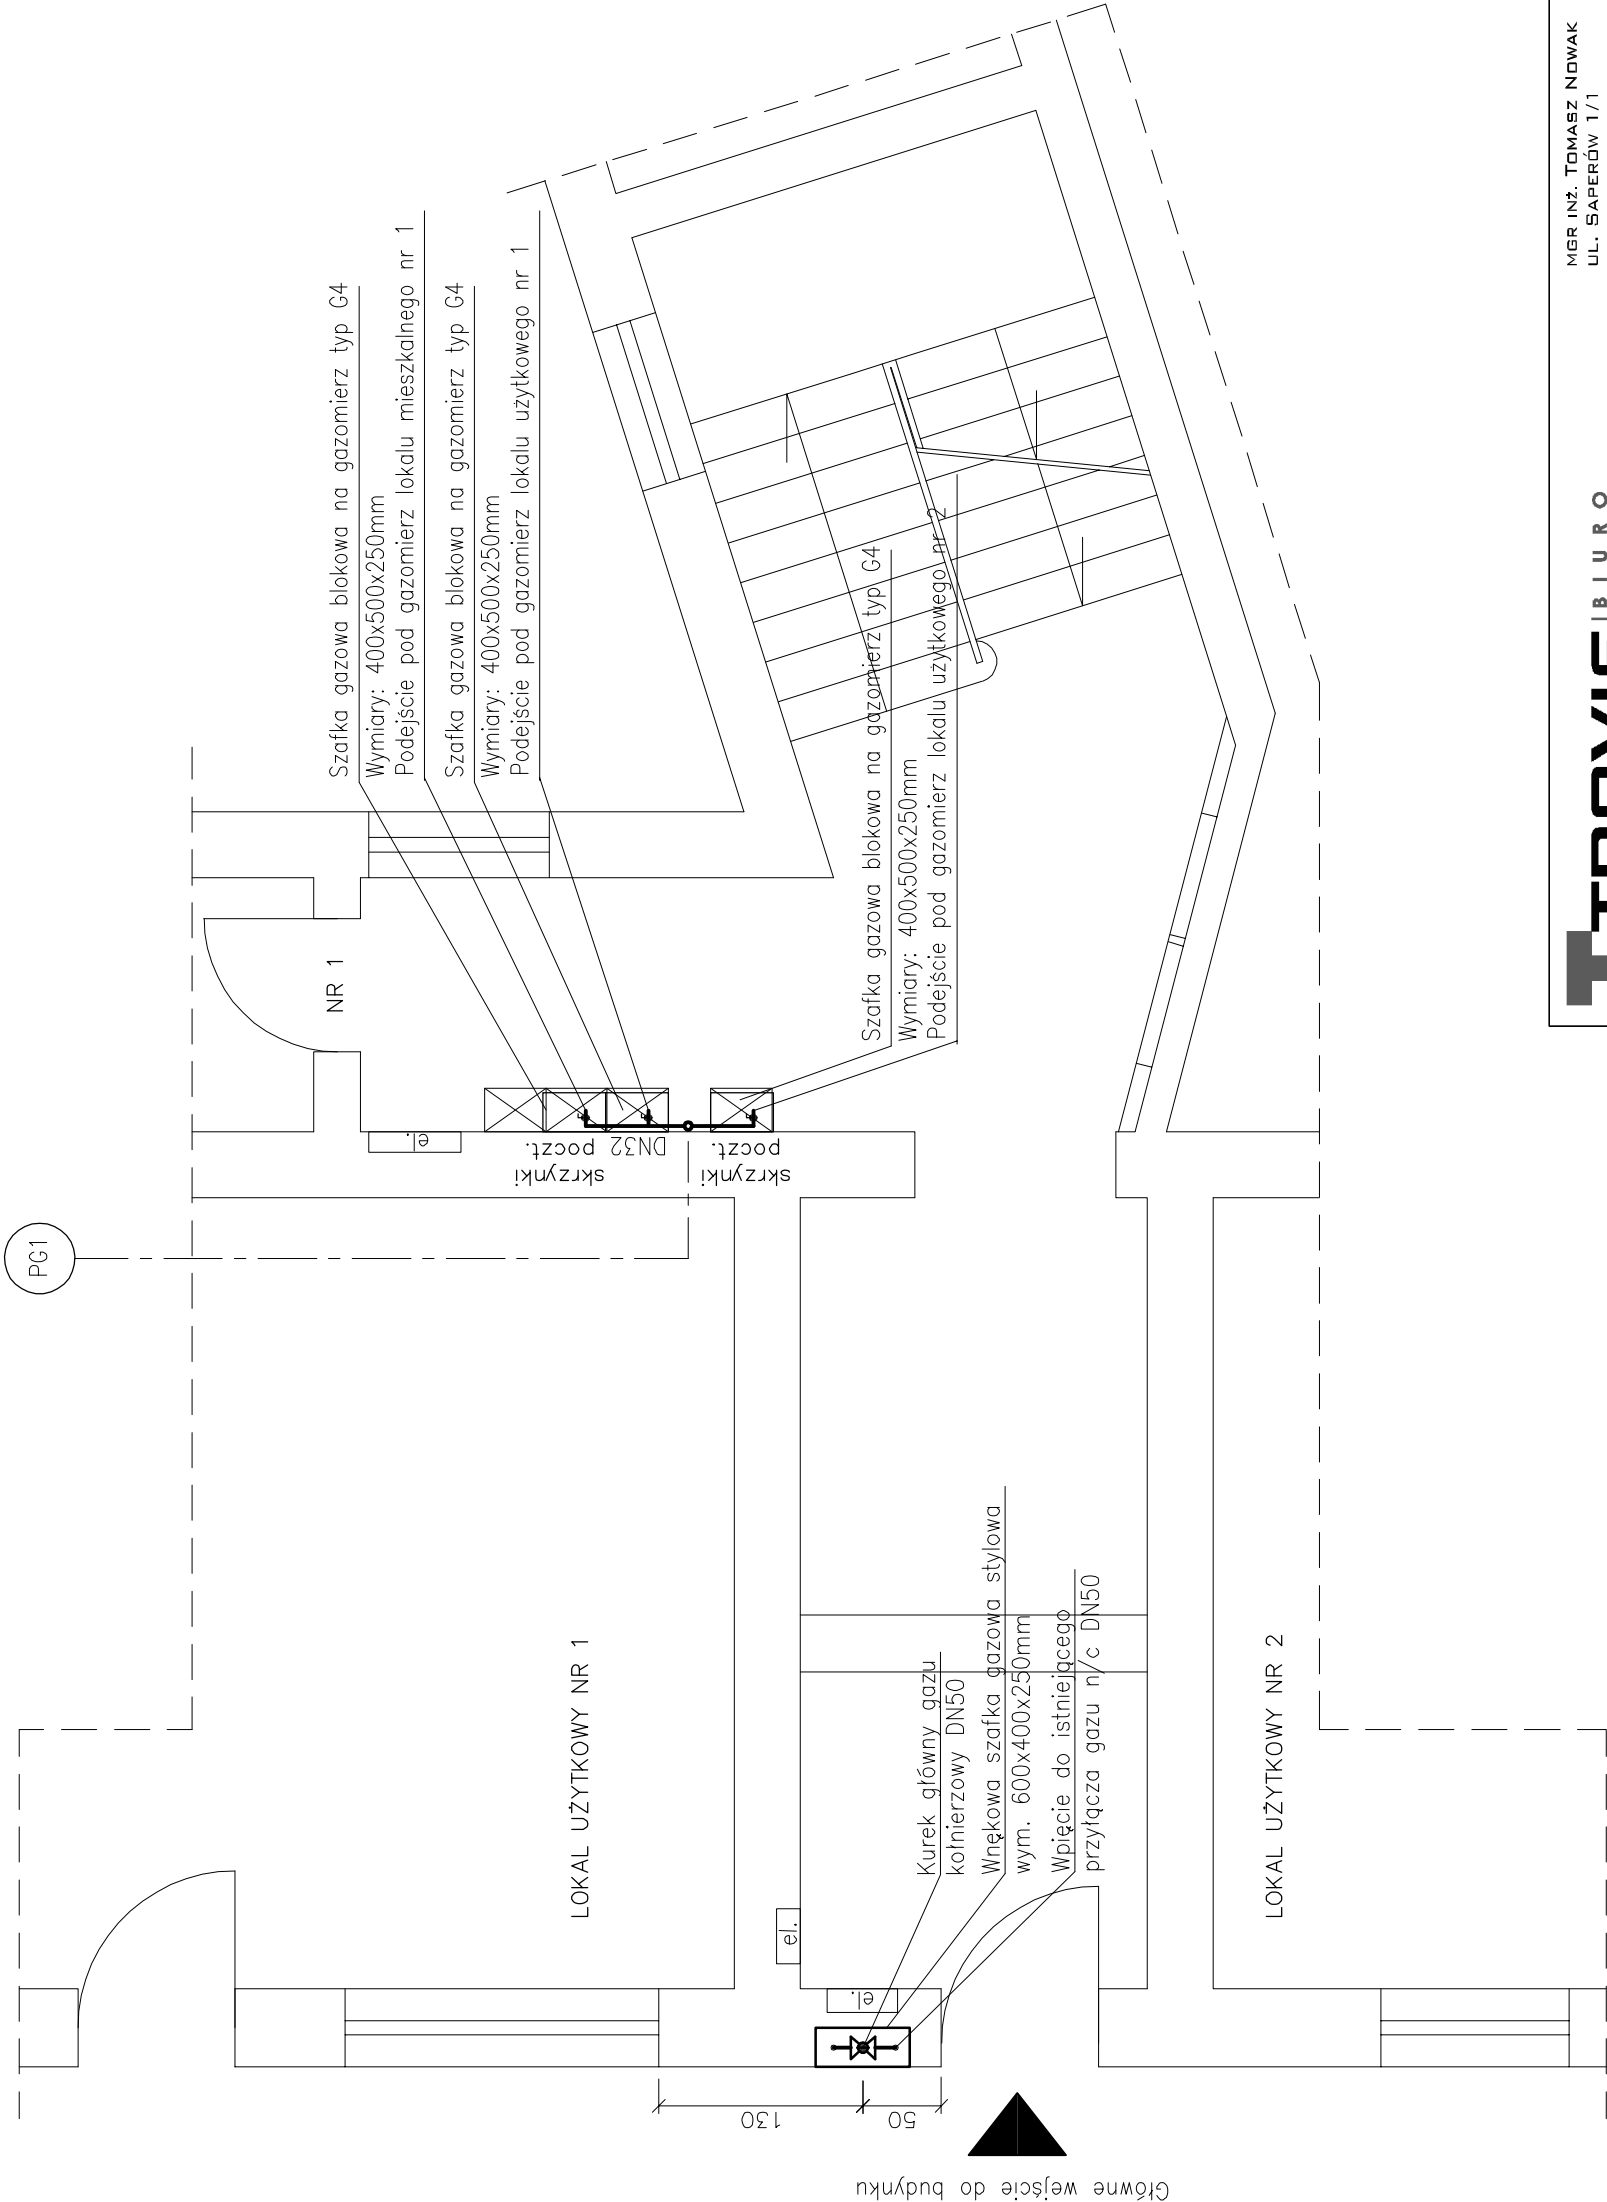 PG1
Szafka gazowa blokowa na gazomierz typ G4
Wymiary: 400x500x250mm
Podejście pod gazomierz lokalu mieszkalnego nr 1
Szafka gazowa blokowa na gazomierz typ G4
Wymiary: 400x500x250mm
Podejście pod gazomierz lokalu użytkowego nr 1
NR 1
el.
skrzynki
poczt.
DN32
skrzynki
poczt.
Szafka gazowa blokowa na gazomierz typ G4
Wymiary: 400x500x250mm
Podejście pod gazomierz lokalu użytkowego nr 2
LOKAL UŻYTKOWY NR 1
el.
el.
Kurek główny gazu
kołnierzowy DN50
Wnękowa szafka gazowa stylowa
wym. 600x400x250mm
Wpięcie do istniejącego
przyłącza gazu n/c DN50
LOKAL UŻYTKOWY NR 2
130
50
Główne wejście do budynku
MGR INŻ. TOMASZ NOWAK
UL. SAPERÓW 1/1
BIURO